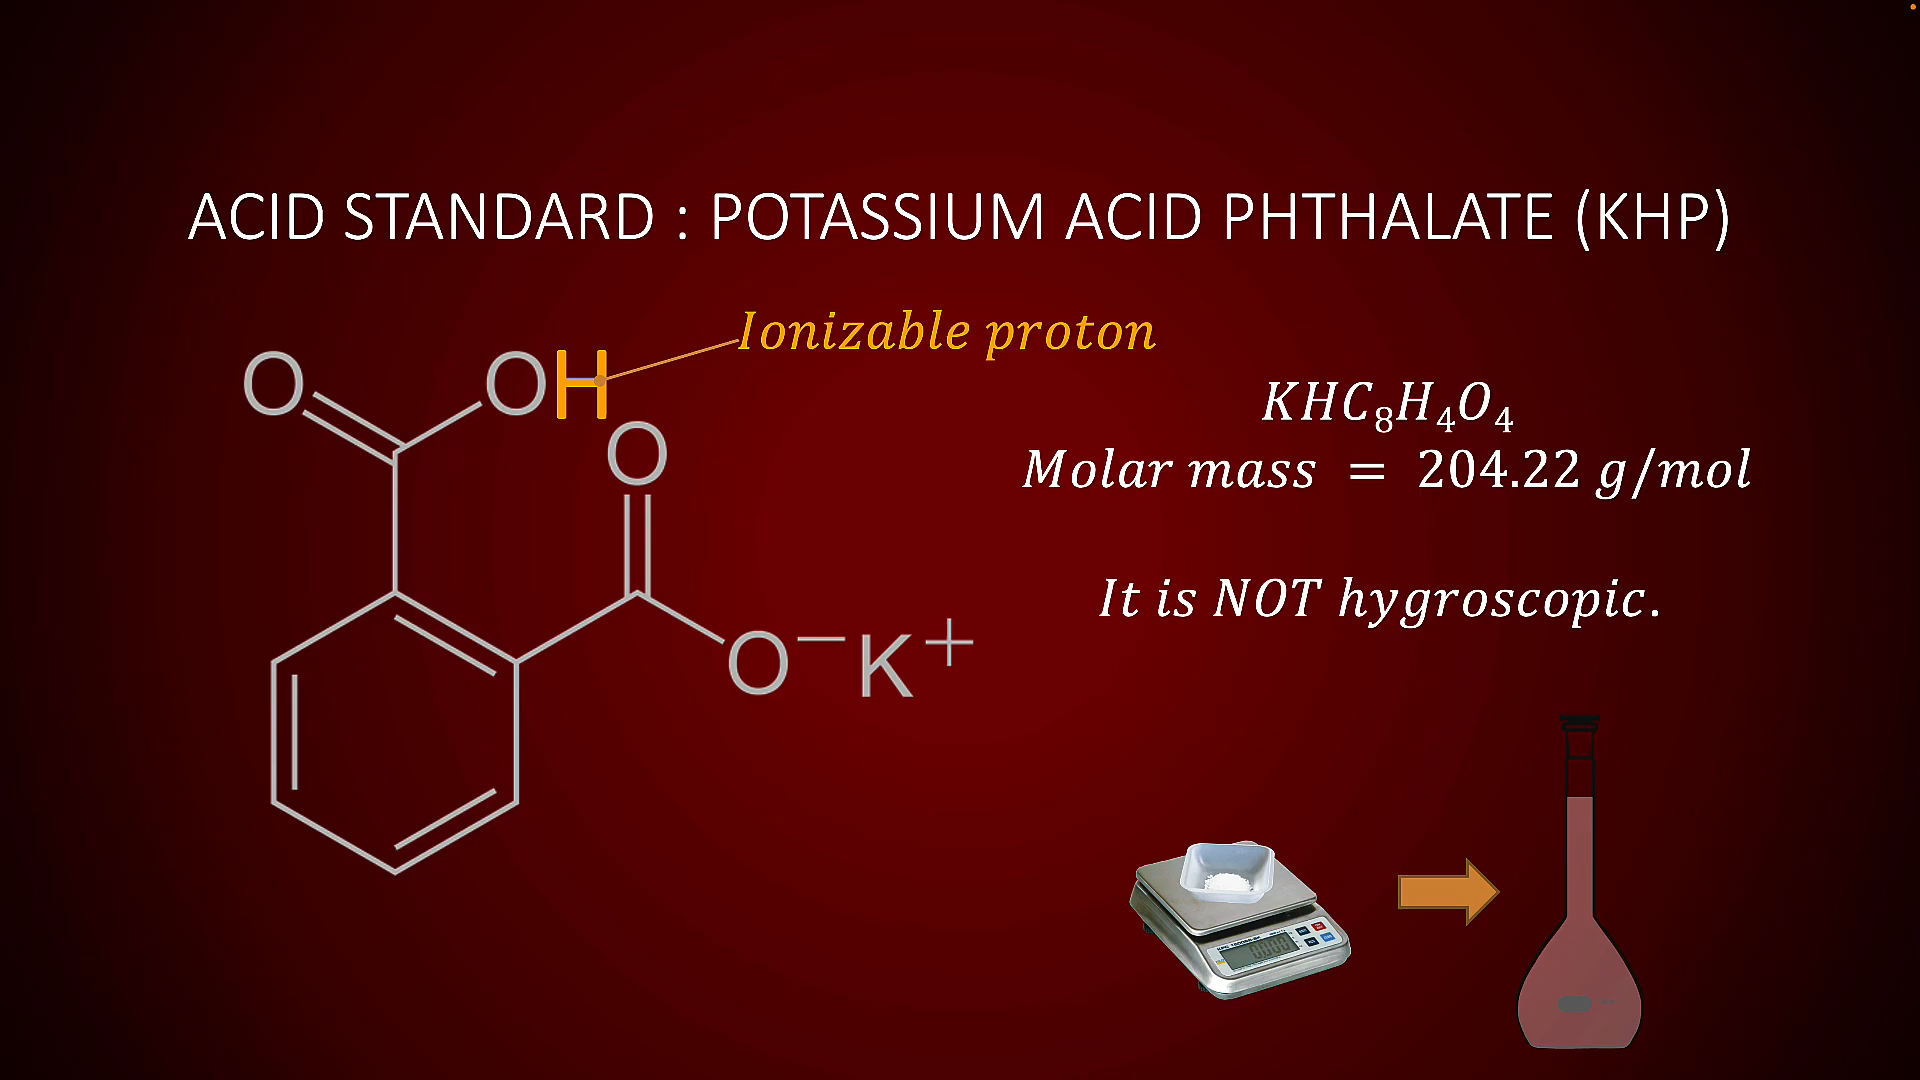 ACID STANDARD : POTASSIUM ACID PHTHALATE (KHP)
Ionizable proton
O
OH
O
O⁻K⁺
KHC₈H₄O₄
Molar mass = 204.22 g/mol
It is NOT hygroscopic.